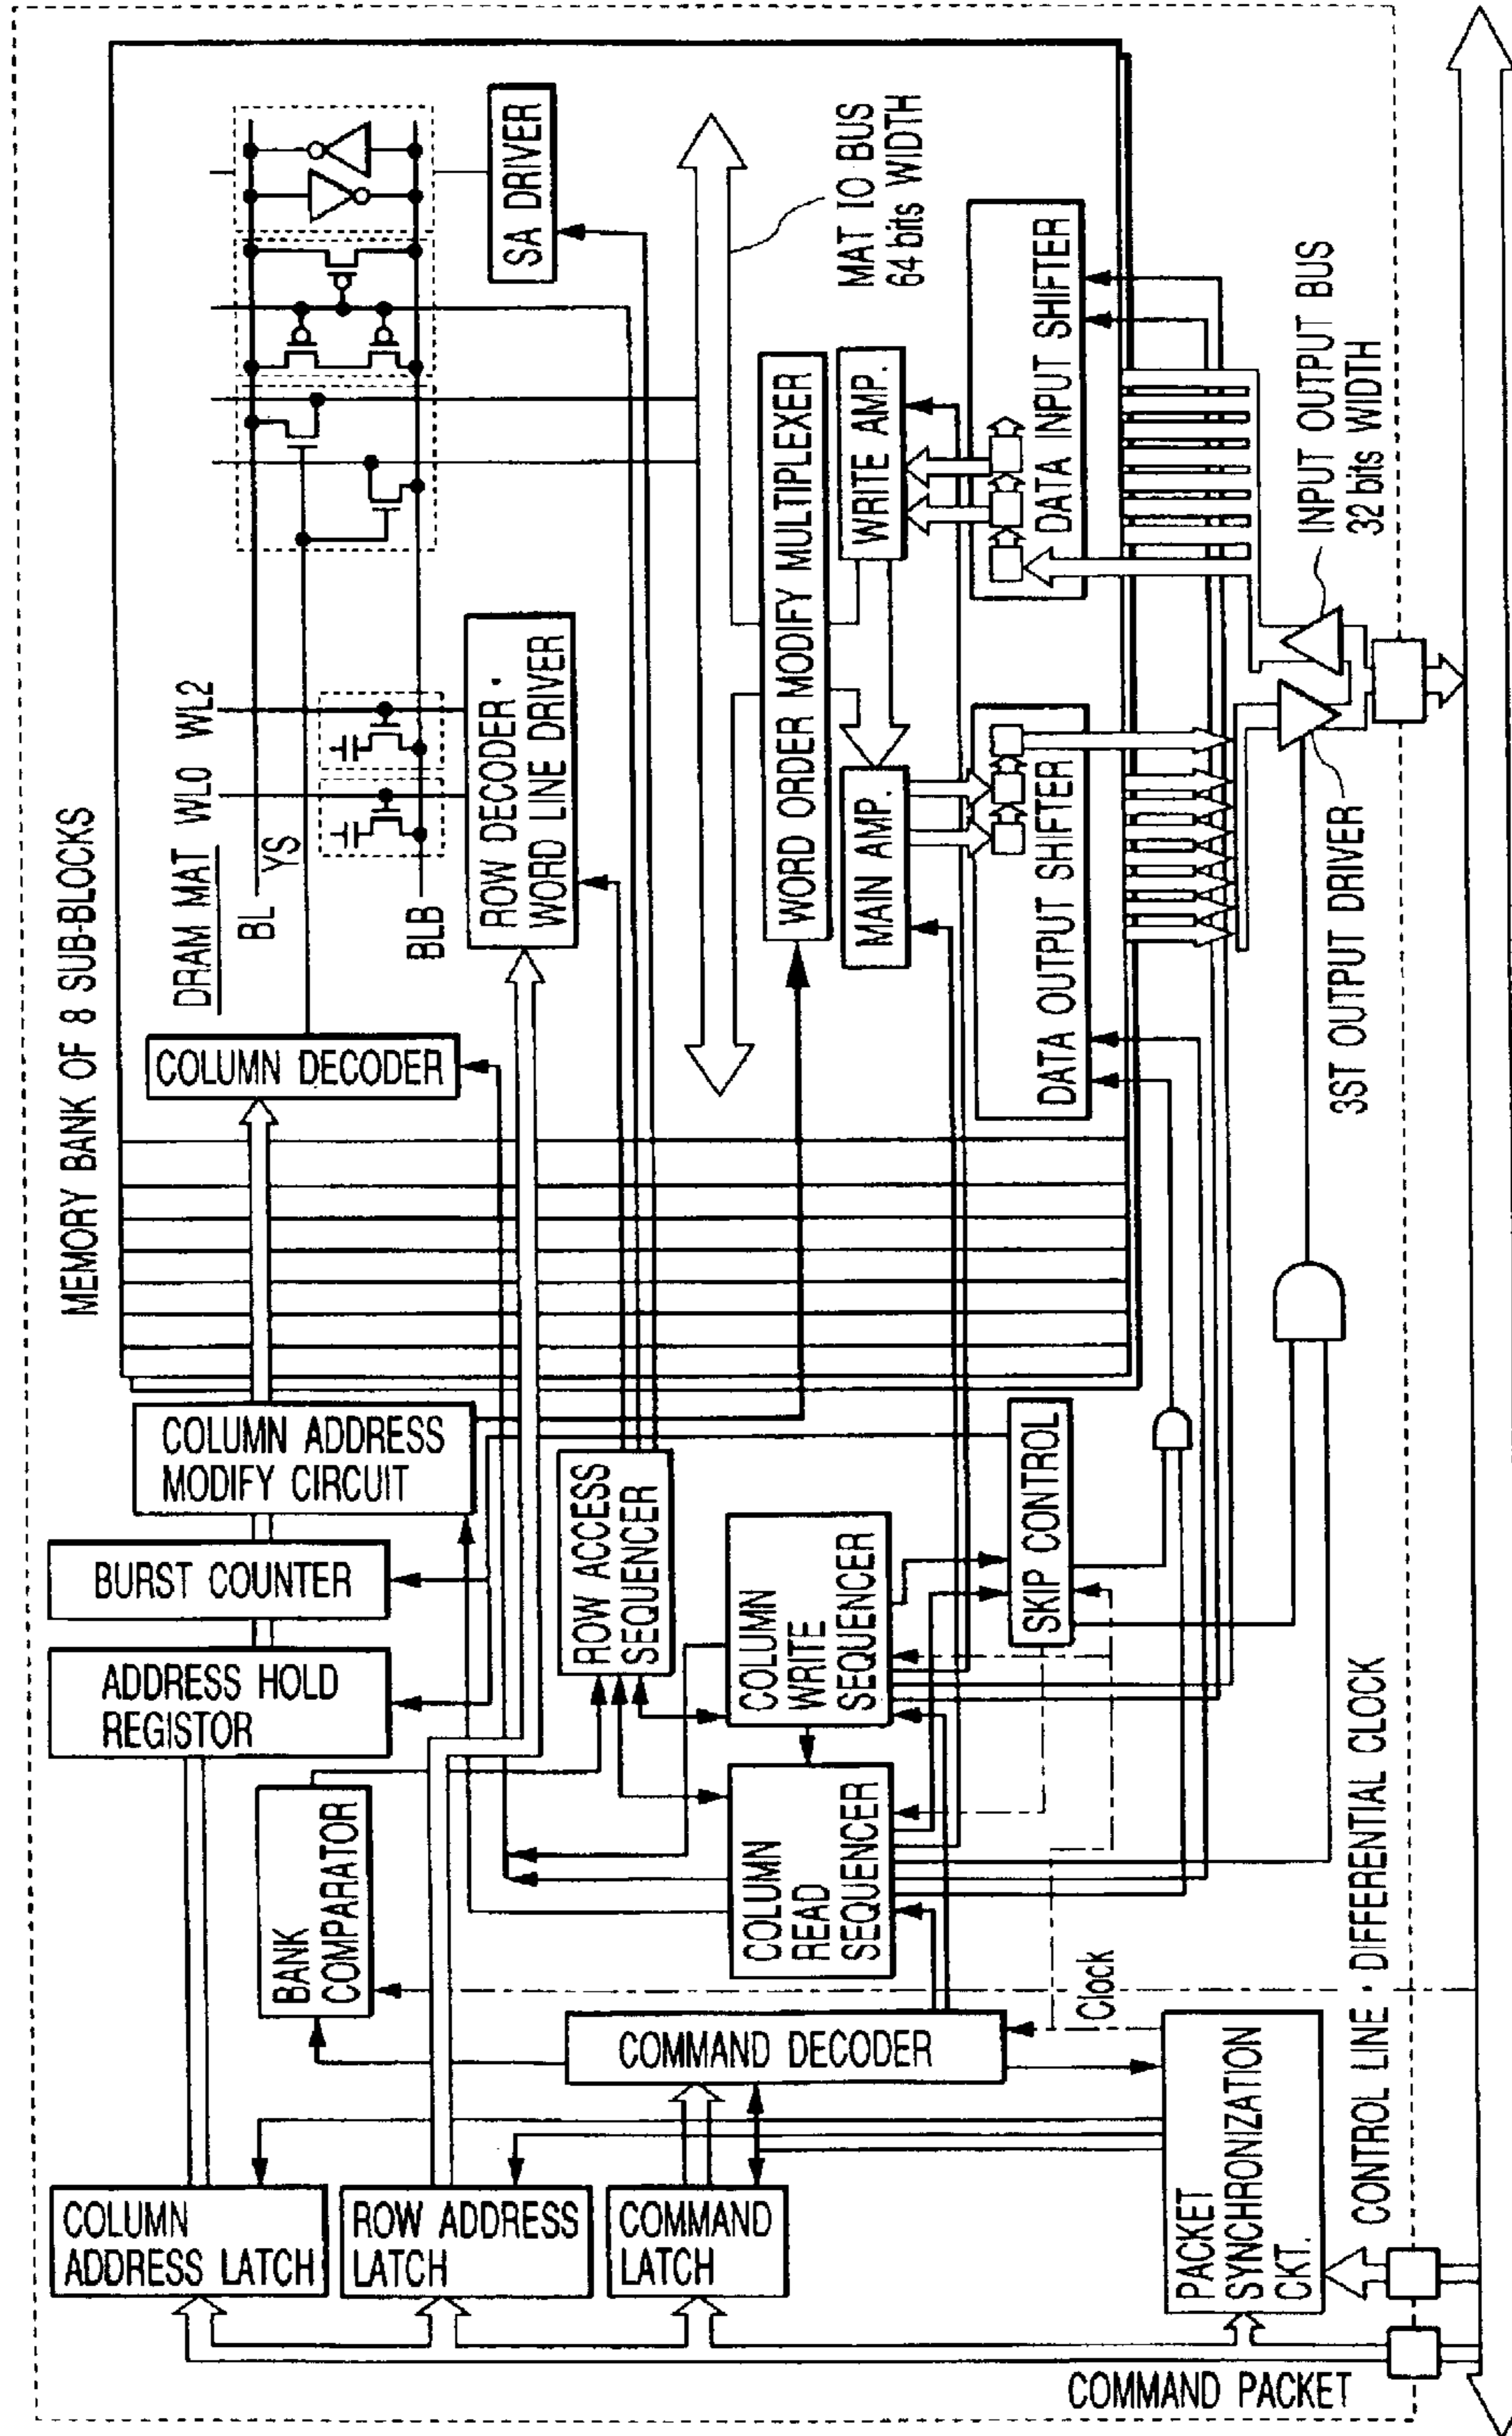 MEMORY BANK OF 8 SUB-BLOCKS
COLUMN
ADDRESS LATCH
ROW ADDRESS
LATCH
COMMAND
LATCH
PACKET
SYNCHRONIZATION
CKT.
COMMAND PACKET
CONTROL LINE · DIFFERENTIAL CLOCK
COMMAND DECODER
Clock
BANK
COMPARATOR
ADDRESS HOLD
REGISTOR
BURST COUNTER
COLUMN ADDRESS
MODIFY CIRCUIT
ROW ACCESS
SEQUENCER
COLUMN
READ
SEQUENCER
COLUMN
WRITE
SEQUENCER
SKIP CONTROL
COLUMN DECODER
DRAM MAT
WL0
WL2
BL
YS
BLB
ROW DECODER ·
WORD LINE DRIVER
SA DRIVER
MAT IO BUS
64 bits WIDTH
WORD ORDER MODIFY MULTIPLEXER
MAIN AMP.
WRITE AMP.
DATA OUTPUT SHIFTER
DATA INPUT SHIFTER
3ST OUTPUT DRIVER
INPUT OUTPUT BUS
32 bits WIDTH